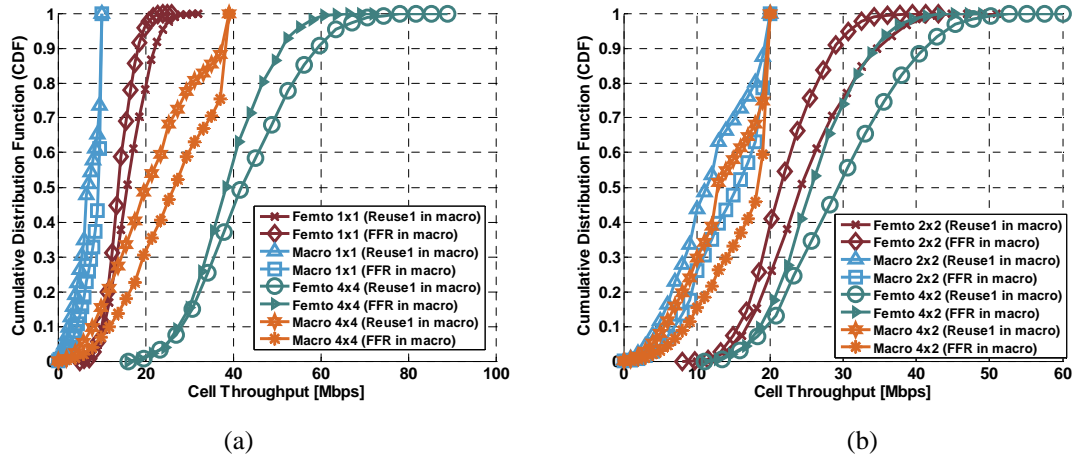 1
0.9
0.8
0.7
0.6
0.5
0.4
0.3
0.2
0.1
0
0 20 40 60 80 100
Cumulative Distribution Function (CDF)
Cell Throughput [Mbps]
Femto 1x1 (Reuse1 in macro)
Femto 1x1 (FFR in macro)
Macro 1x1 (Reuse1 in macro)
Macro 1x1 (FFR in macro)
Femto 4x4 (Reuse1 in macro)
Femto 4x4 (FFR in macro)
Macro 4x4 (Reuse1 in macro)
Macro 4x4 (FFR in macro)
(a)
1
0.9
0.8
0.7
0.6
0.5
0.4
0.3
0.2
0.1
0
0 10 20 30 40 50 60
Cumulative Distribution Function (CDF)
Cell Throughput [Mbps]
Femto 2x2 (Reuse1 in macro)
Femto 2x2 (FFR in macro)
Macro 2x2 (Reuse1 in macro)
Macro 2x2 (FFR in macro)
Femto 4x2 (Reuse1 in macro)
Femto 4x2 (FFR in macro)
Macro 4x2 (Reuse1 in macro)
Macro 4x2 (FFR in macro)
(b)